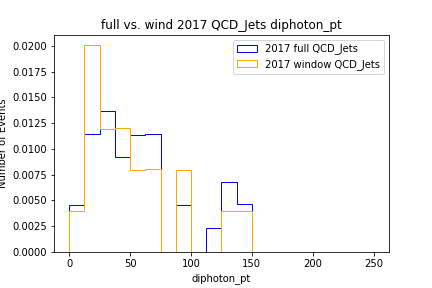 full vs. wind 2017 QCD_Jets diphoton_pt
2017 full QCD_Jets
2017 window QCD_Jets
0.0200
0.0175
0.0150
0.0125
0.0100
0.0075
0.0050
0.0025
0.0000
Number of Events
0 50 100 150 200 250
diphoton_pt